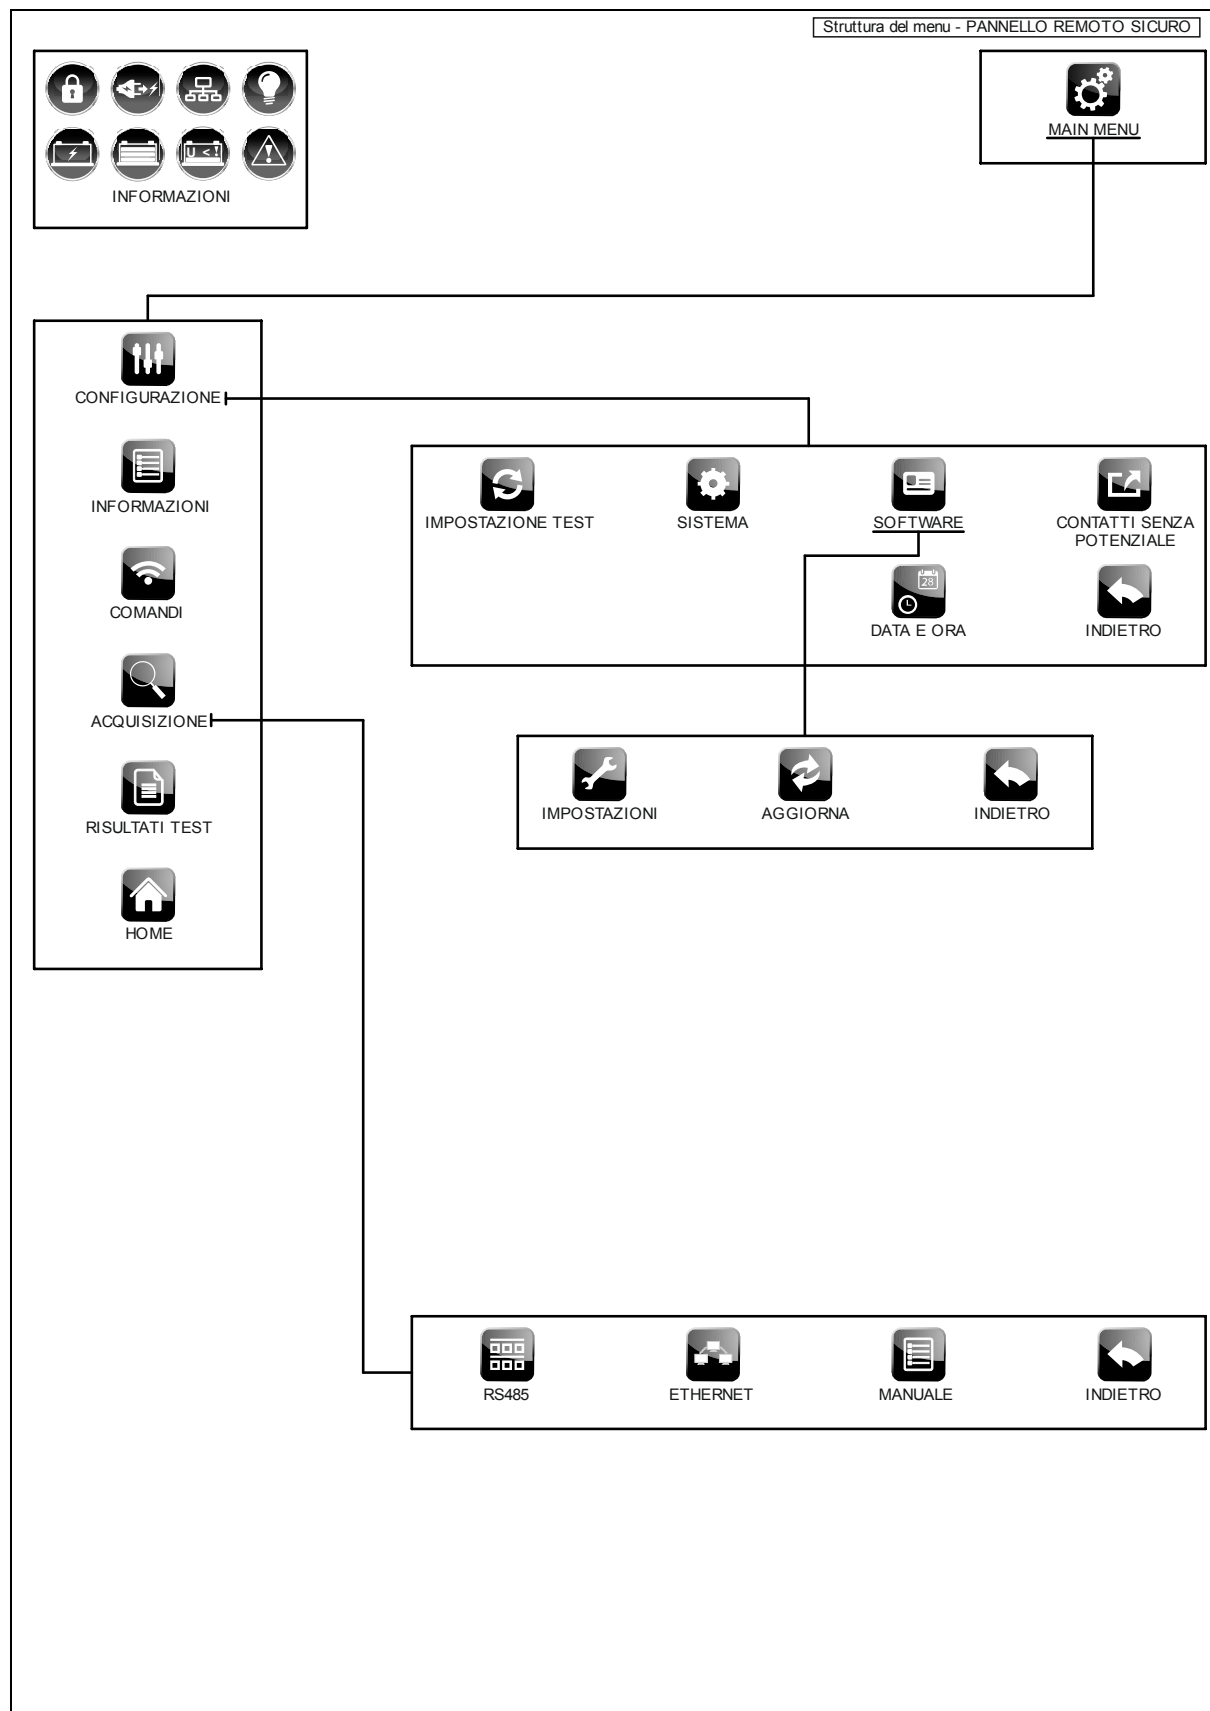 Struttura del menu - PANNELLO REMOTO SICURO
U <!
INFORMAZIONI
MAIN MENU
CONFIGURAZIONE
INFORMAZIONI
COMANDI
ACQUISIZIONE
RISULTATI TEST
HOME
IMPOSTAZIONE TEST
SISTEMA
SOFTWARE
CONTATTI SENZA
POTENZIALE
28
DATA E ORA
INDIETRO
IMPOSTAZIONI
AGGIORNA
INDIETRO
RS485
ETHERNET
MANUALE
INDIETRO